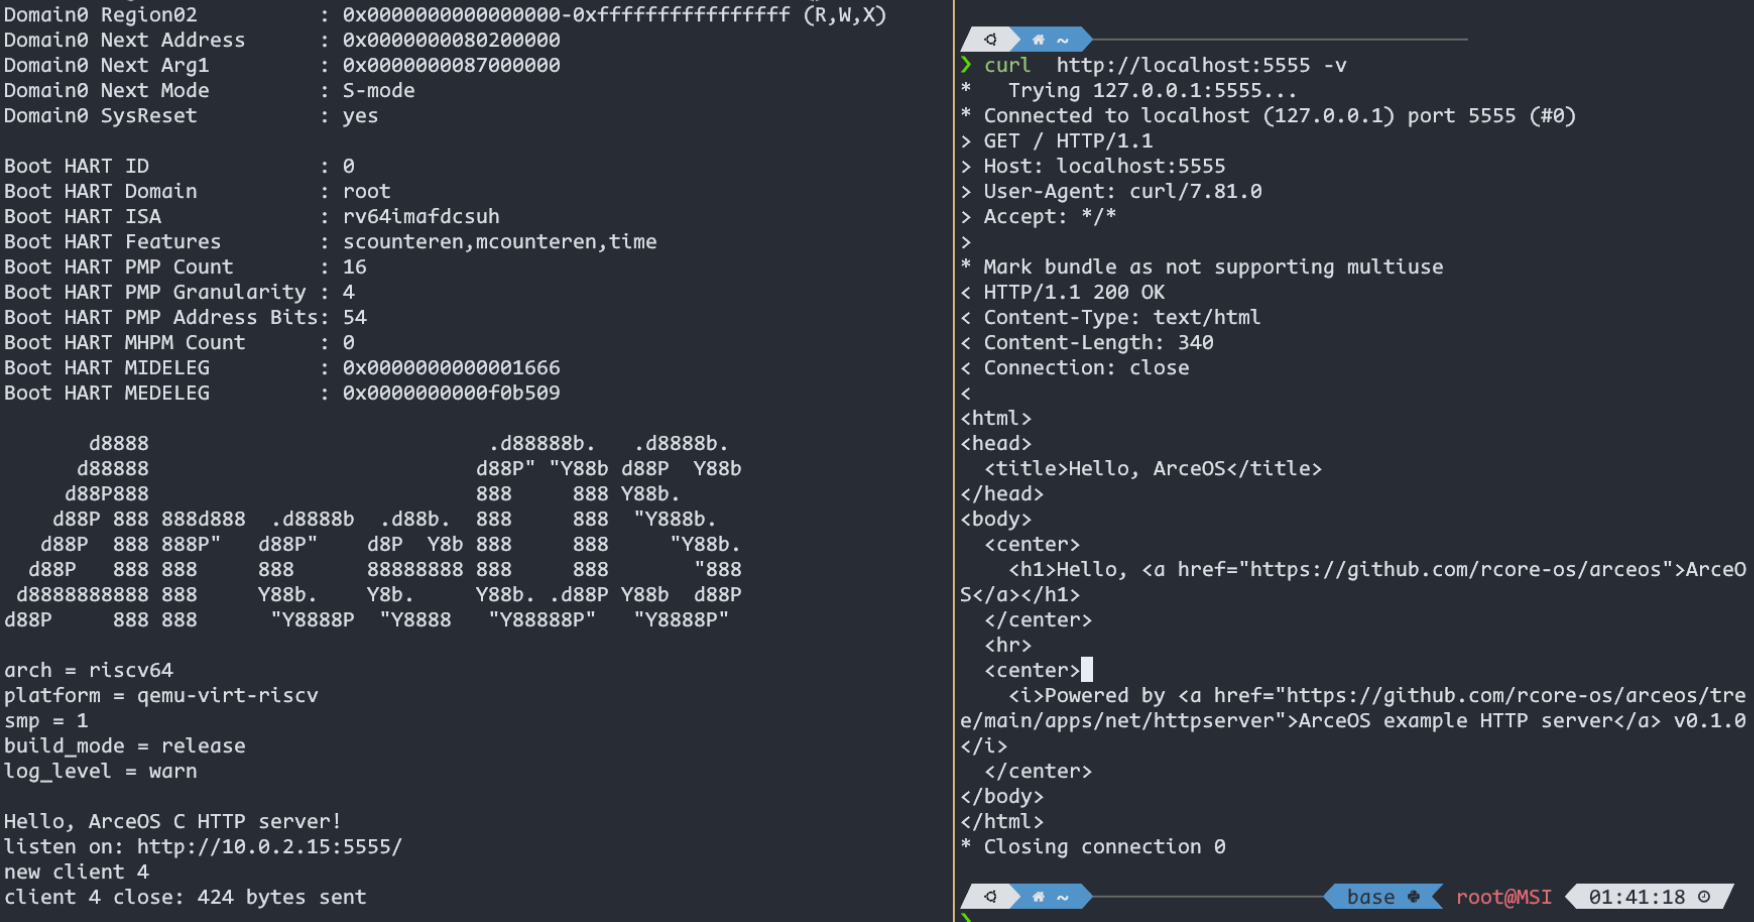 Domain0 Region02          : 0x0000000000000000-0xffffffffffffffff (R,W,X)
Domain0 Next Address      : 0x0000000080200000
Domain0 Next Arg1         : 0x0000000087000000
Domain0 Next Mode         : S-mode
Domain0 SysReset          : yes

Boot HART ID              : 0
Boot HART Domain          : root
Boot HART ISA             : rv64imafdcsuh
Boot HART Features        : scounteren,mcounteren,time
Boot HART PMP Count       : 16
Boot HART PMP Granularity : 4
Boot HART PMP Address Bits: 54
Boot HART MHPM Count      : 0
Boot HART MIDELEG         : 0x0000000000001666
Boot HART MEDELEG         : 0x0000000000f0b509

       d8888                            .d88888b.   .d8888b.
      d88888                           d88P" "Y88b d88P  Y88b
     d88P888                           888     888 Y88b.
    d88P 888 888d888  .d8888b  .d88b.  888     888  "Y888b.
   d88P  888 888P"   d88P"    d8P  Y8b 888     888     "Y88b.
  d88P   888 888     888      88888888 888     888       "888
 d8888888888 888     Y88b.    Y8b.     Y88b. .d88P Y88b  d88P
d88P     888 888      "Y8888P  "Y8888   "Y88888P"   "Y8888P"

arch = riscv64
platform = qemu-virt-riscv
smp = 1
build_mode = release
log_level = warn

Hello, ArceOS C HTTP server!
listen on: http://10.0.2.15:5555/
new client 4
client 4 close: 424 bytes sent
~
❯ curl  http://localhost:5555 -v
*   Trying 127.0.0.1:5555...
* Connected to localhost (127.0.0.1) port 5555 (#0)
> GET / HTTP/1.1
> Host: localhost:5555
> User-Agent: curl/7.81.0
> Accept: */*
>
* Mark bundle as not supporting multiuse
< HTTP/1.1 200 OK
< Content-Type: text/html
< Content-Length: 340
< Connection: close
<
<html>
<head>
  <title>Hello, ArceOS</title>
</head>
<body>
  <center>
    <h1>Hello, <a href="https://github.com/rcore-os/arceos">ArceO
S</a></h1>
  </center>
  <hr>
  <center>
    <i>Powered by <a href="https://github.com/rcore-os/arceos/tre
e/main/apps/net/httpserver">ArceOS example HTTP server</a> v0.1.0
</i>
  </center>
</body>
</html>
* Closing connection 0
~ base root@MSI 01:41:18
❯